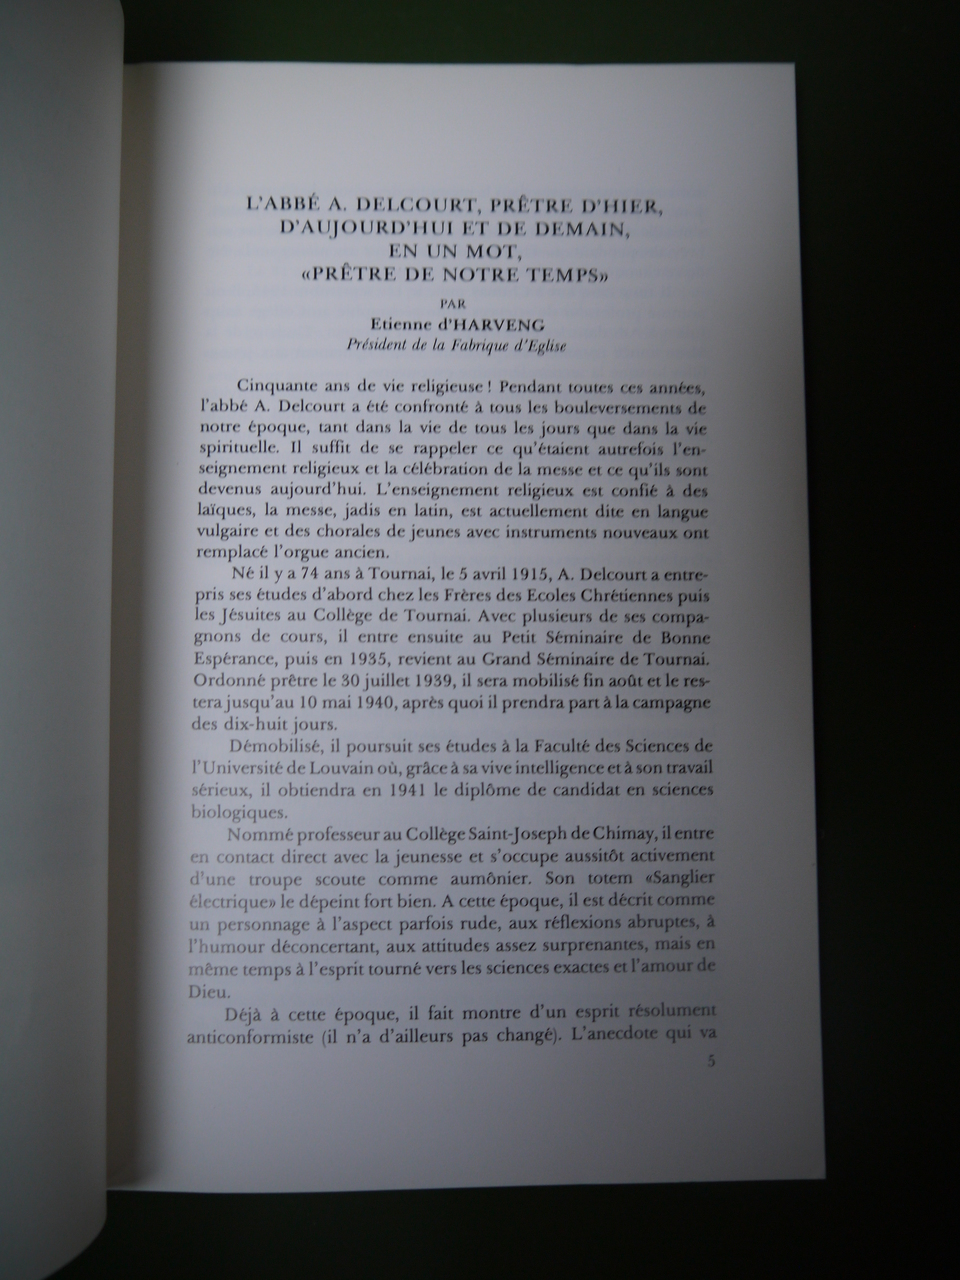 L'ABBÉ A. DELCOURT, PRÊTRE D'HIER,
D'AUJOURD'HUI ET DE DEMAIN,
EN UN MOT,
«PRÊTRE DE NOTRE TEMPS»
PAR
Etienne d'HARVENG
Président de la Fabrique d'Eglise
Cinquante ans de vie religieuse ! Pendant toutes ces années,
l'abbé A. Delcourt a été confronté à tous les bouleversements de
notre époque, tant dans la vie de tous les jours que dans la vie
spirituelle. Il suffit de se rappeler ce qu'étaient autrefois l'en-
seignement religieux et la célébration de la messe et ce qu'ils sont
devenus aujourd'hui. L'enseignement religieux est confié à des
laïques, la messe, jadis en latin, est actuellement dite en langue
vulgaire et des chorales de jeunes avec instruments nouveaux ont
remplacé l'orgue ancien.
Né il y a 74 ans à Tournai, le 5 avril 1915, A. Delcourt a entre-
pris ses études d'abord chez les Frères des Ecoles Chrétiennes puis
les Jésuites au Collège de Tournai. Avec plusieurs de ses compa-
gnons de cours, il entre ensuite au Petit Séminaire de Bonne
Espérance, puis en 1935, revient au Grand Séminaire de Tournai.
Ordonné prêtre le 30 juillet 1939, il sera mobilisé fin août et le res-
tera jusqu'au 10 mai 1940, après quoi il prendra part à la campagne
des dix-huit jours.
Démobilisé, il poursuit ses études à la Faculté des Sciences de
l'Université de Louvain où, grâce à sa vive intelligence et à son travail
sérieux, il obtiendra en 1941 le diplôme de candidat en sciences
biologiques.
Nommé professeur au Collège Saint-Joseph de Chimay, il entre
en contact direct avec la jeunesse et s'occupe aussitôt activement
d'une troupe scoute comme aumônier. Son totem «Sanglier
électrique» le dépeint fort bien. A cette époque, il est décrit comme
un personnage à l'aspect parfois rude, aux réflexions abruptes, à
l'humour déconcertant, aux attitudes assez surprenantes, mais en
même temps à l'esprit tourné vers les sciences exactes et l'amour de
Dieu.
Déjà à cette époque, il fait montre d'un esprit résolument
anticonformiste (il n'a d'ailleurs pas changé). L'anecdote qui va
5